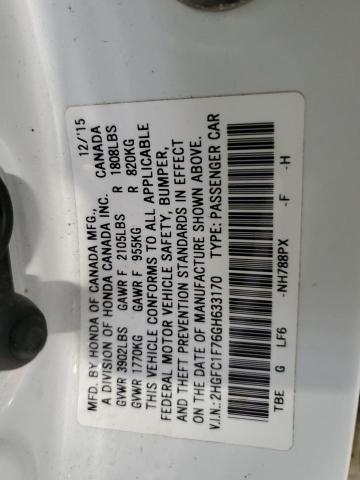 MFD. BY HONDA OF CANADA MFG., 12/'15
A DIVISION OF HONDA CANADA INC. CANADA
GVWR 3902LBS GAWR F 2105LBS R 1808LBS
GVWR 1770KG GAWR F 955KG R 820KG
THIS VEHICLE CONFORMS TO ALL APPLICABLE
FEDERAL MOTOR VEHICLE SAFETY, BUMPER,
AND THEFT PREVENTION STANDARDS IN EFFECT
ON THE DATE OF MANUFACTURE SHOWN ABOVE.
V.I.N.: 2HGFC1F76GH633170 TYPE: PASSENGER CAR
TBE G LF6 -NH788PX -F -H